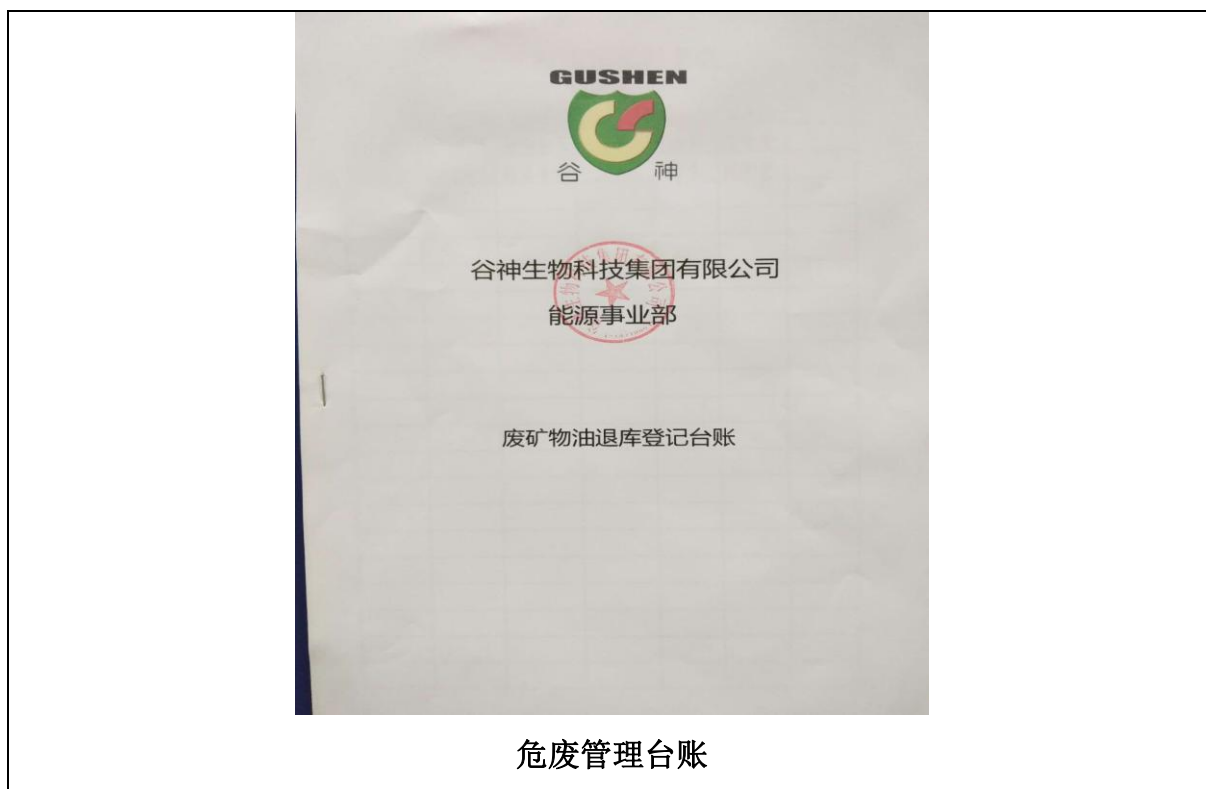 GUSHEN
谷 神
谷神生物科技集团有限公司
能源事业部
废矿物油退库登记台账
危废管理台账